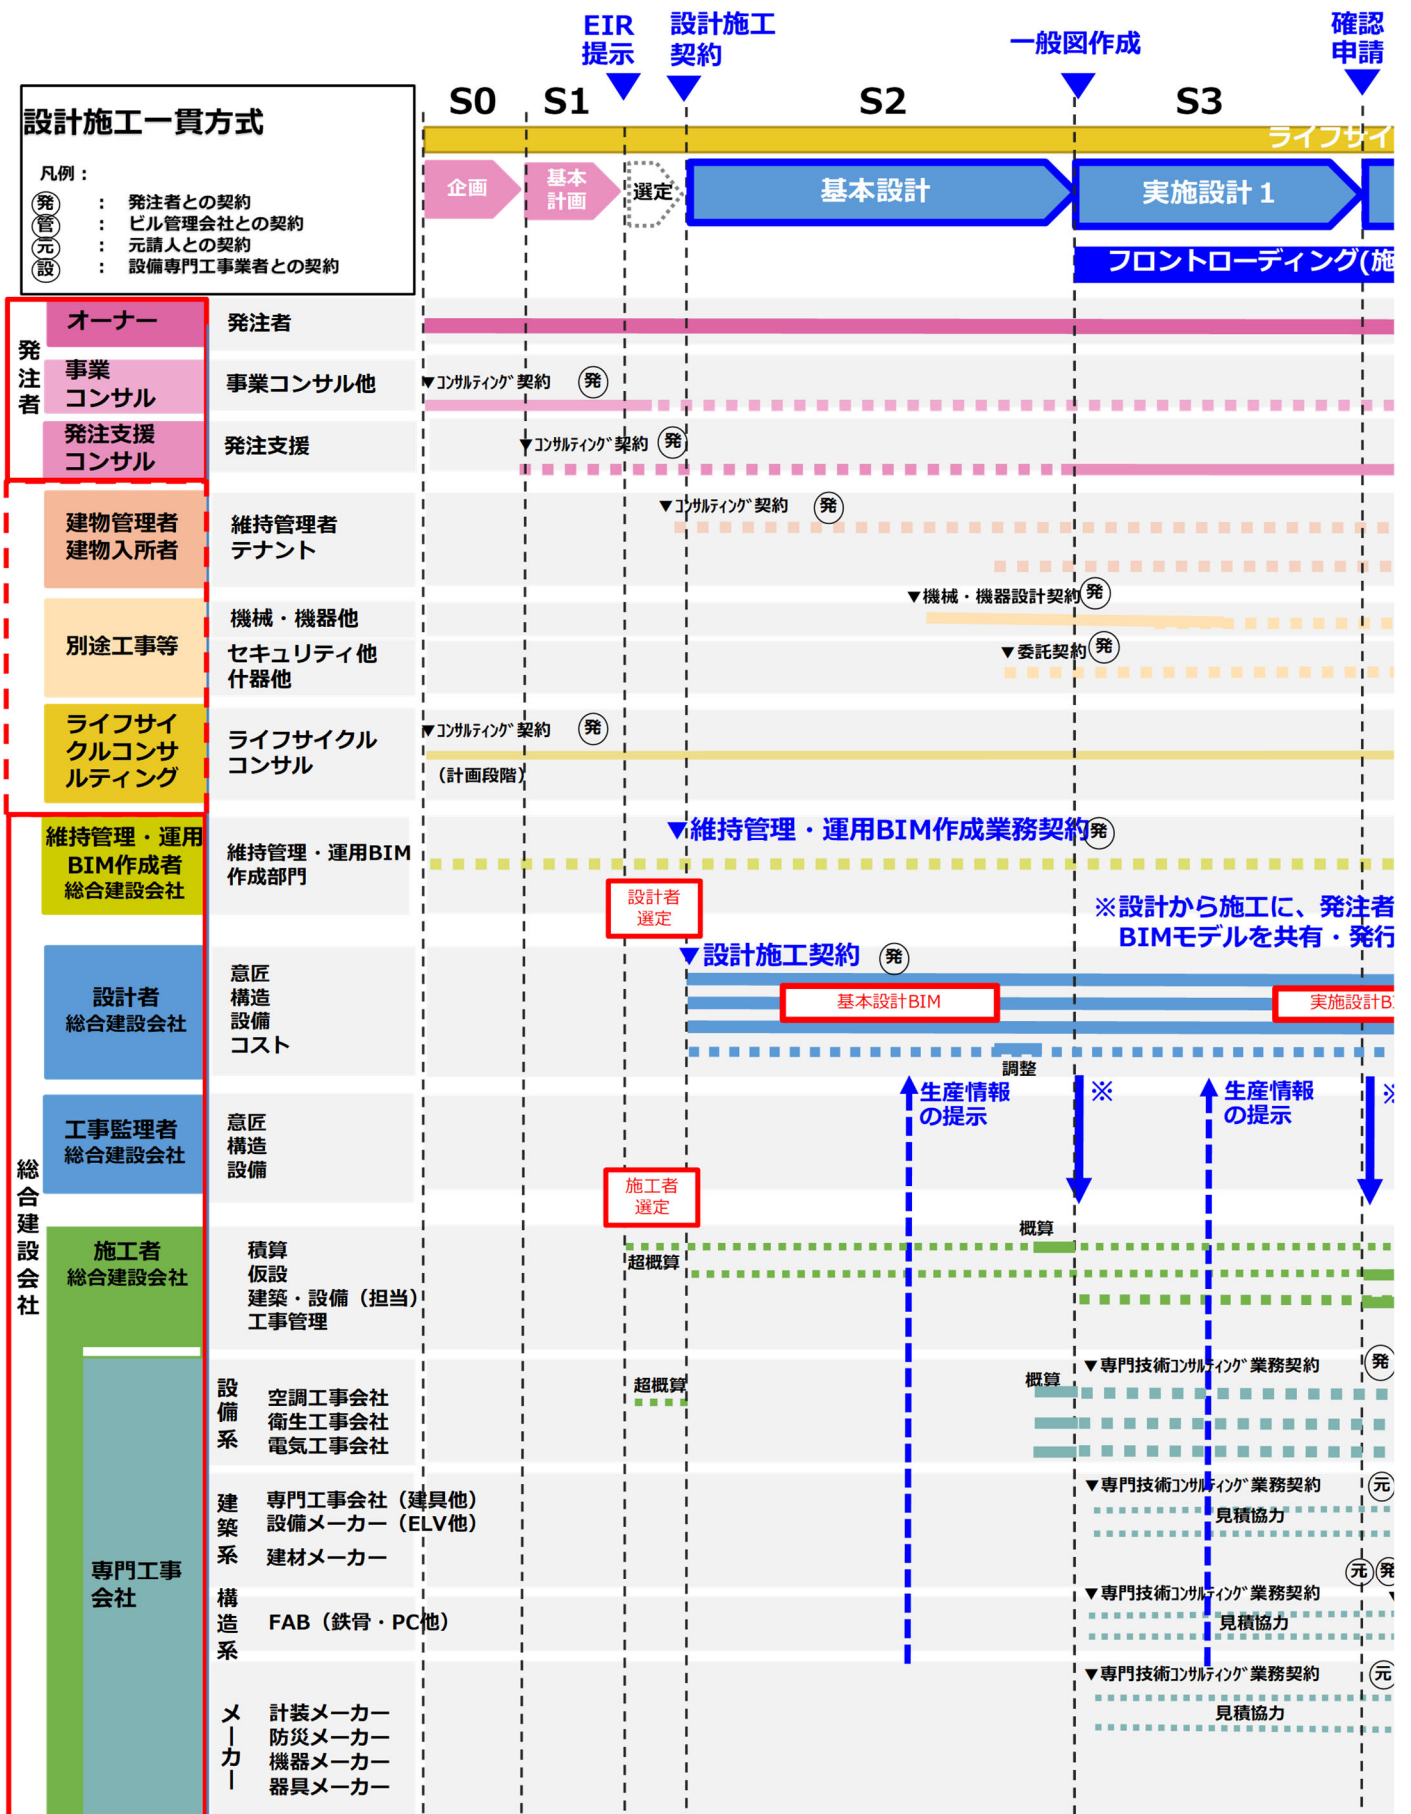 EIR
提示
設計施工
契約
一般図作成
確認
申請
設計施工一貫方式
凡例：
発 ： 発注者との契約
管 ： ビル管理会社との契約
元 ： 元請人との契約
設 ： 設備専門工事業者との契約
S0
S1
S2
S3
ライフサイ
企画
基本
計画
選定
基本設計
実施設計１
フロントローディング(施
発注者
オーナー
発注者
事業
コンサル
事業コンサル他
▼コンサルティング契約 発
発注支援
コンサル
発注支援
▼コンサルティング契約 発
建物管理者
建物入所者
維持管理者
テナント
▼コンサルティング契約 発
別途工事等
機械・機器他
▼機械・機器設計契約 発
セキュリティ他
什器他
▼委託契約 発
ライフサイ
クルコンサ
ルティング
ライフサイクル
コンサル
▼コンサルティング契約 発
（計画段階）
総合建設会社
維持管理・運用
BIM作成者
総合建設会社
維持管理・運用BIM
作成部門
▼維持管理・運用BIM作成業務契約 発
設計者
選定
※設計から施工に、発注者
BIMモデルを共有・発行
設計者
総合建設会社
意匠
構造
設備
コスト
▼設計施工契約 発
基本設計BIM
実施設計BI
調整
生産情報
の提示
※
生産情報
の提示
※
工事監理者
総合建設会社
意匠
構造
設備
施工者
選定
施工者
総合建設会社
積算
仮設
建築・設備（担当）
工事管理
超概算
概算
専門工事
会社
設備系
空調工事会社
衛生工事会社
電気工事会社
超概算
概算
▼専門技術コンサルティング業務契約 発
建築系
専門工事会社（建具他）
設備メーカー（ELV他）
建材メーカー
▼専門技術コンサルティング業務契約 元
見積協力
構造系
FAB（鉄骨・PC他）
元 発
▼専門技術コンサルティング業務契約 ▼
見積協力
メーカー
計装メーカー
防災メーカー
機器メーカー
器具メーカー
▼専門技術コンサルティング業務契約 元
見積協力